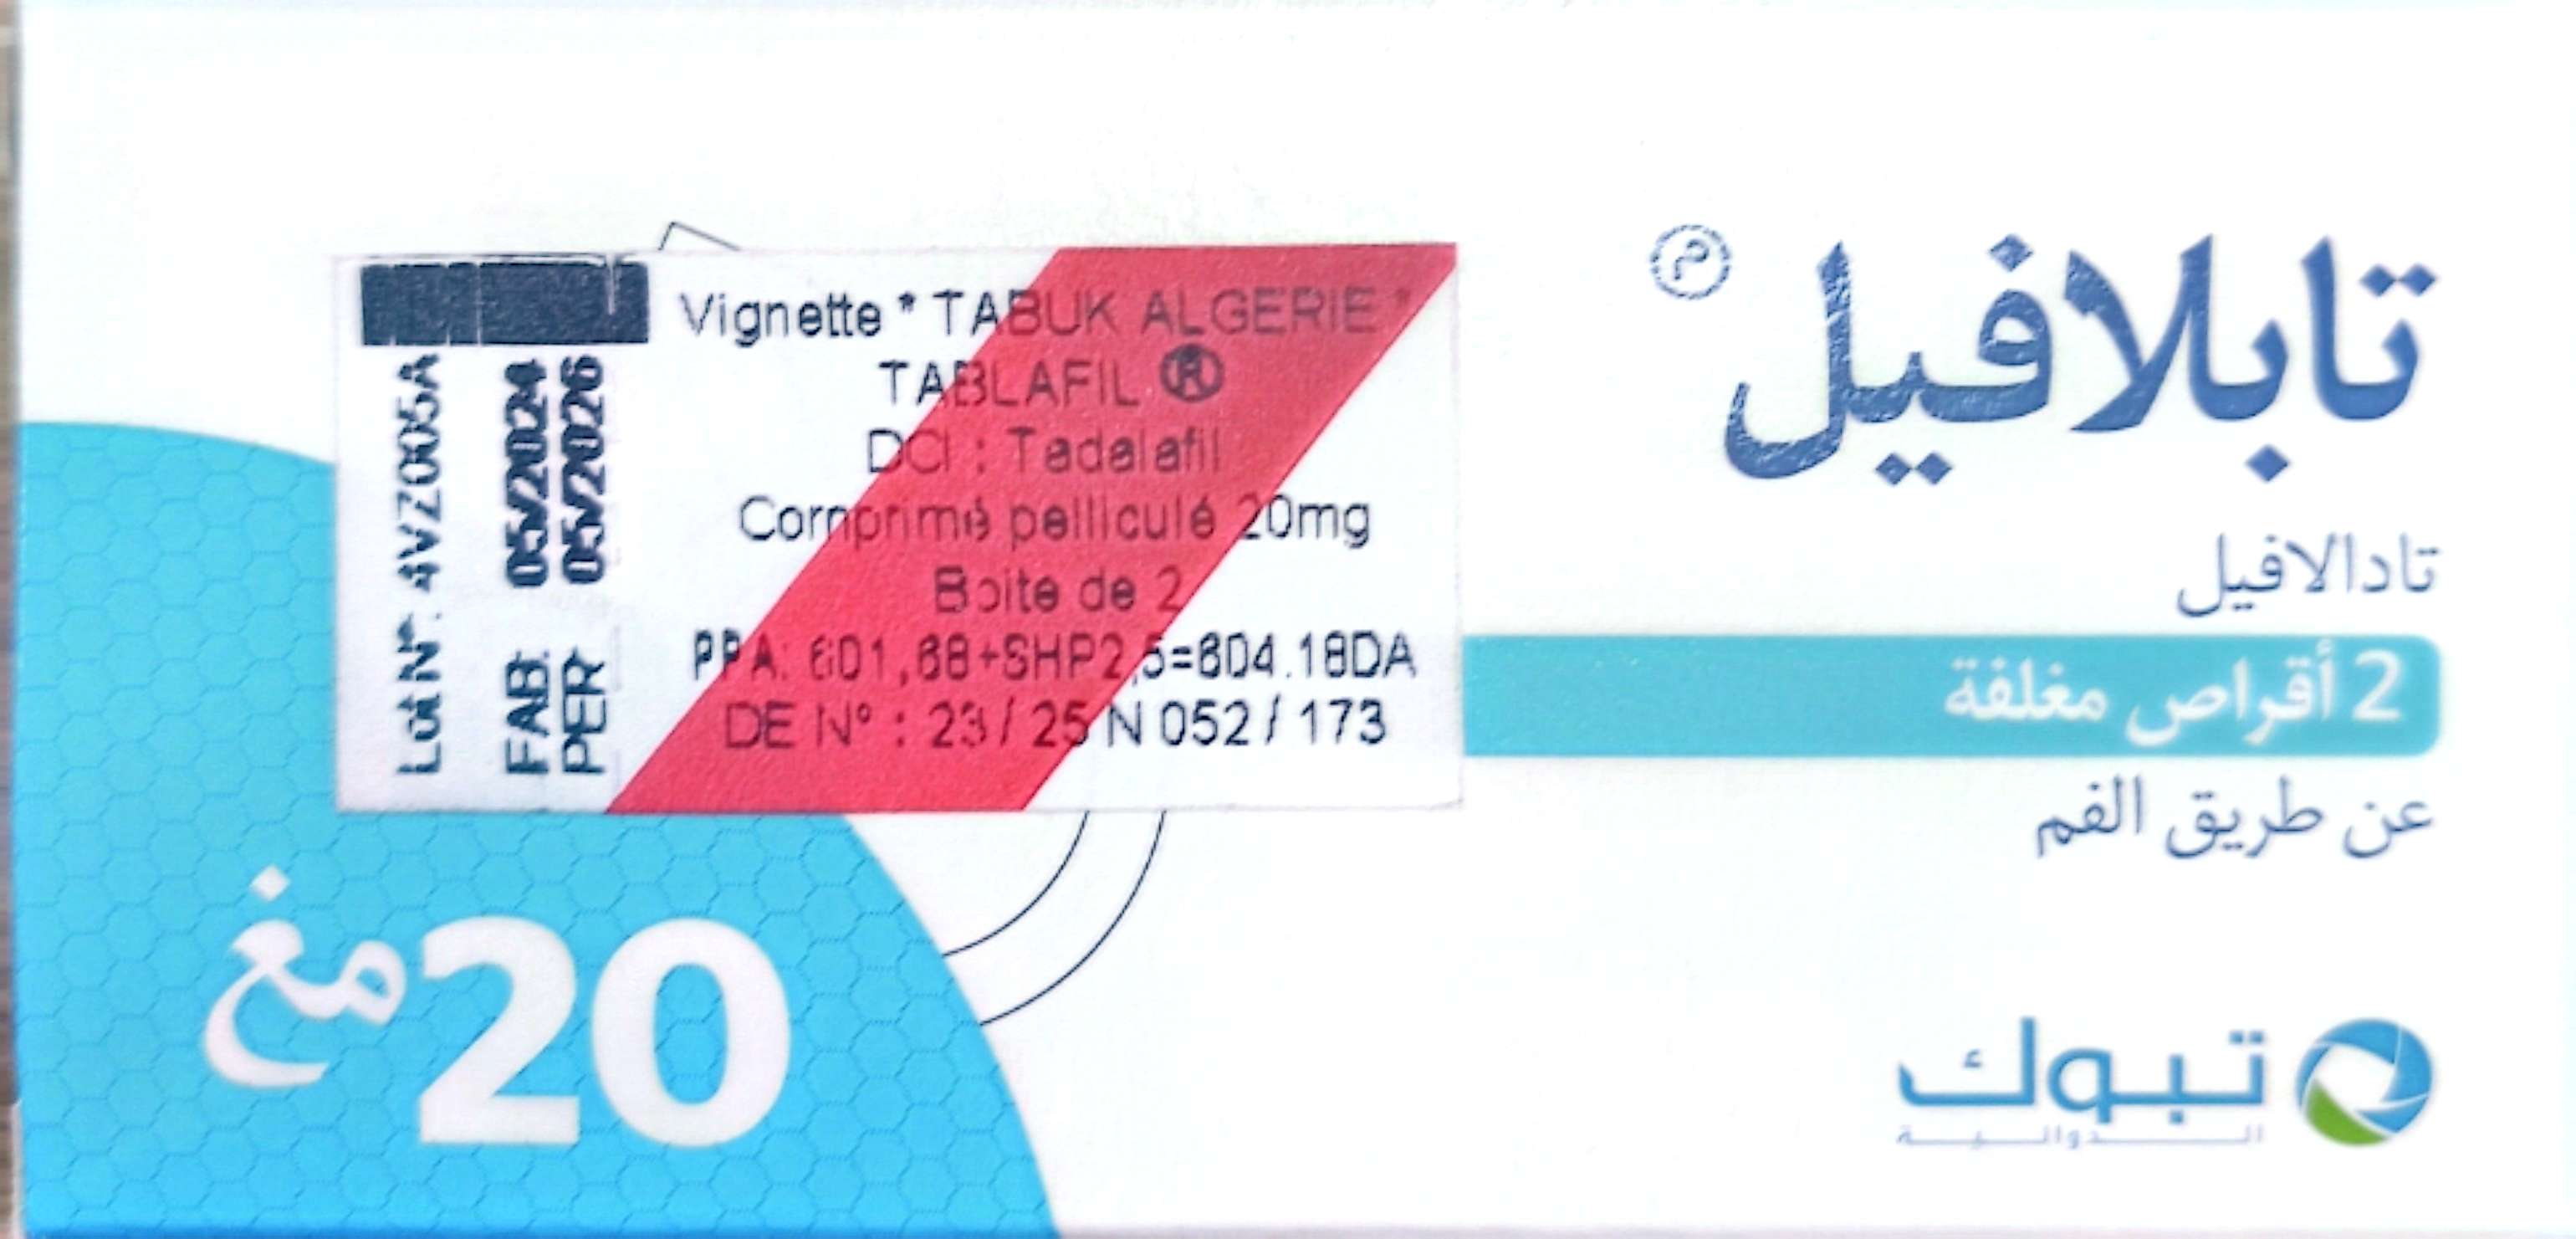 تابلافيل
م
تادالافيل
2 أقراص مغلفة
عن طريق الفم
Vignette * TABUK ALGERIE *
TABLAFIL ®
DCI : Tadalafil
Comprimé pelliculé 20mg
Boite de 2
PPA: 601,68+SHP2,5=604.18DA
DE N° : 23 / 25 N 052 / 173
Lot N°. 4VZ005A
FAB. 05/2024
PER 05/2026
20 مغ
تبوك
الدوائية